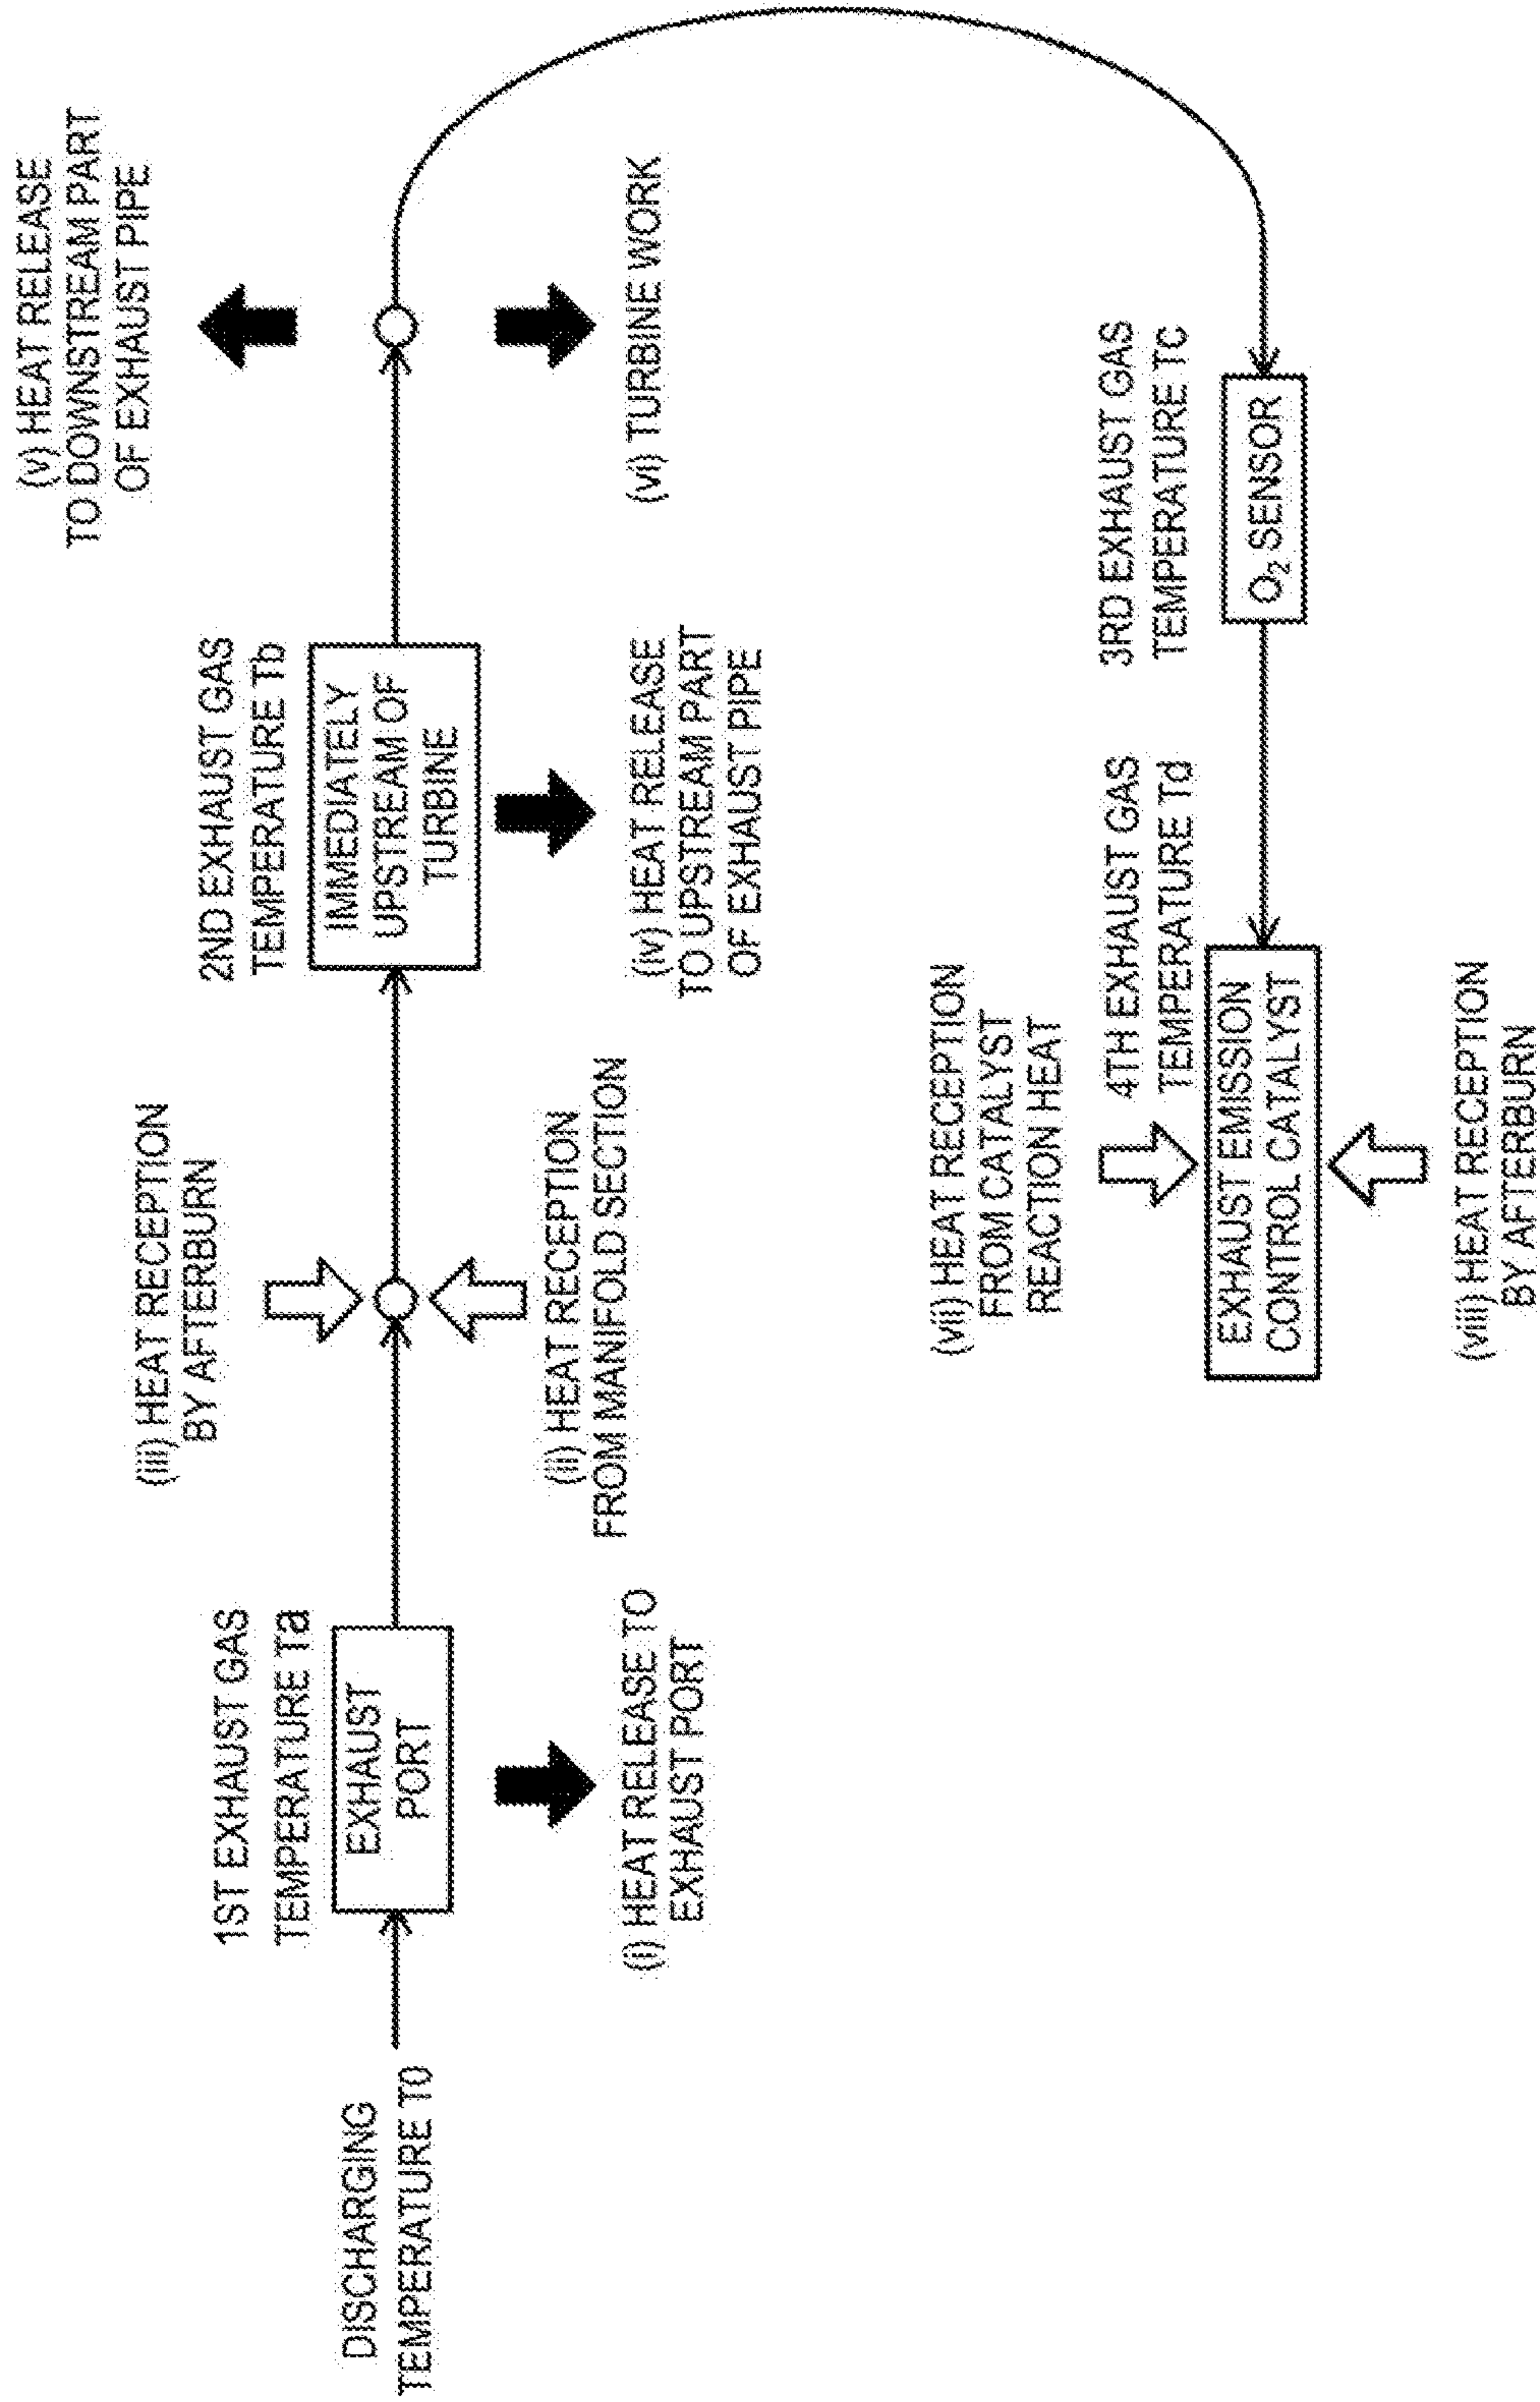 DISCHARGING
TEMPERATURE T0
1ST EXHAUST GAS
TEMPERATURE Ta
EXHAUST
PORT
(i) HEAT RELEASE TO
EXHAUST PORT
(iii) HEAT RECEPTION
BY AFTERBURN
(ii) HEAT RECEPTION
FROM MANIFOLD SECTION
2ND EXHAUST GAS
TEMPERATURE Tb
IMMEDIATELY
UPSTREAM OF
TURBINE
(iv) HEAT RELEASE
TO UPSTREAM PART
OF EXHAUST PIPE
(v) HEAT RELEASE
TO DOWNSTREAM PART
OF EXHAUST PIPE
(vi) TURBINE WORK
3RD EXHAUST GAS
TEMPERATURE Tc
O₂ SENSOR
(vii) HEAT RECEPTION
FROM CATALYST
REACTION HEAT
4TH EXHAUST GAS
TEMPERATURE Td
EXHAUST EMISSION
CONTROL CATALYST
(viii) HEAT RECEPTION
BY AFTERBURN